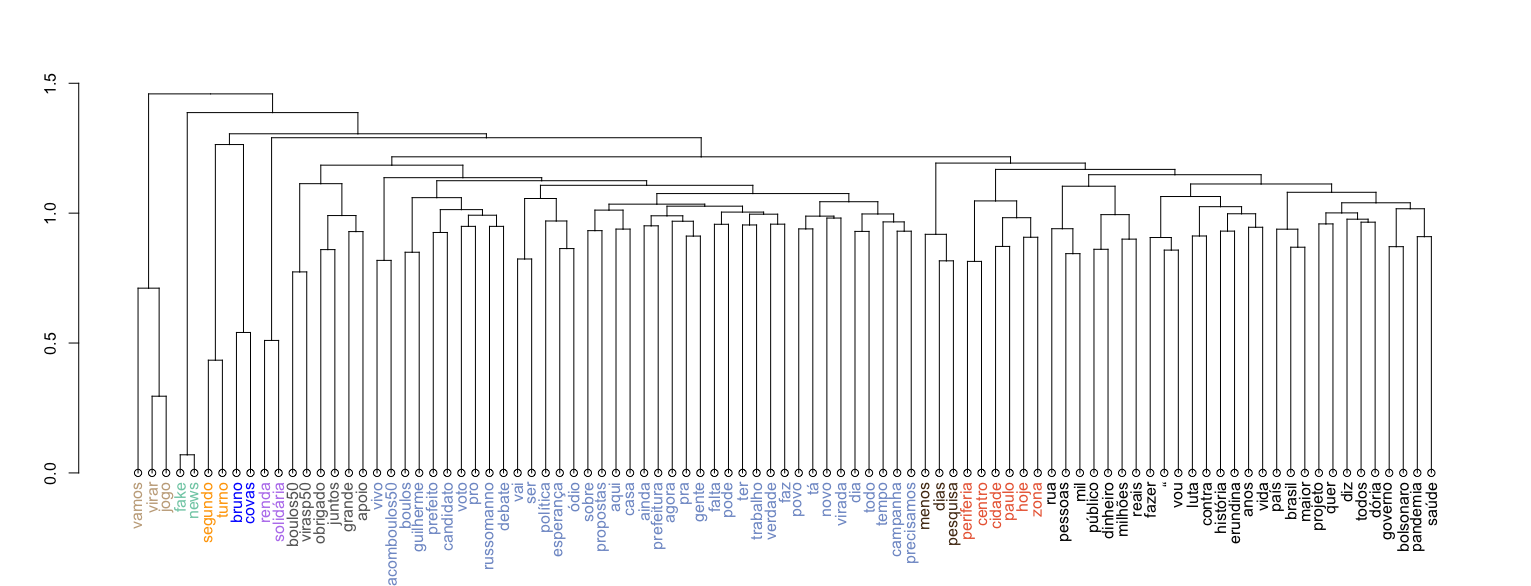 1.5
1.0
0.5
0.0
vamos
virar
jogo
fake
news
segundo
turno
bruno
covas
renda
solidária
boulos50
virasp50
obrigado
juntos
grande
apoio
vivo
acomboulos50
boulos
guilherme
prefeito
candidato
voto
pro
russomanno
debate
vai
ser
política
esperança
ódio
sobre
propostas
aqui
casa
ainda
prefeitura
agora
pra
gente
falta
pode
ter
trabalho
verdade
faz
povo
tá
novo
virada
dia
todo
tempo
campanha
precisamos
menos
dias
pesquisa
periferia
centro
cidade
paulo
hoje
zona
rua
pessoas
mil
público
dinheiro
milhões
reais
fazer
“
vou
luta
contra
história
erundina
anos
vida
país
brasil
maior
projeto
quer
diz
todos
dória
governo
bolsonaro
pandemia
saúde